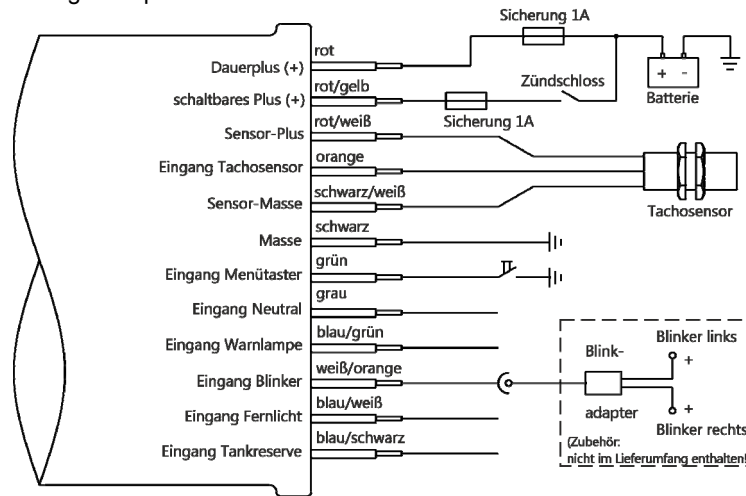 Sicherung 1A
rot
Dauerplus (+)
rot/gelb
Zündschloss
+ -
Batterie
schaltbares Plus (+)
rot/weiß
Sicherung 1A
Sensor-Plus
orange
Eingang Tachosensor
schwarz/weiß
Sensor-Masse
Tachosensor
schwarz
Masse
grün
Eingang Menütaster
grau
Eingang Neutral
blau/grün
Eingang Warnlampe
Blinker links
+
Blink-
weiß/orange
Eingang Blinker
adapter
+
Blinker rechts
blau/weiß
Eingang Fernlicht
(Zubehör:
nicht im Lieferumfang enthalten!
blau/schwarz
Eingang Tankreserve